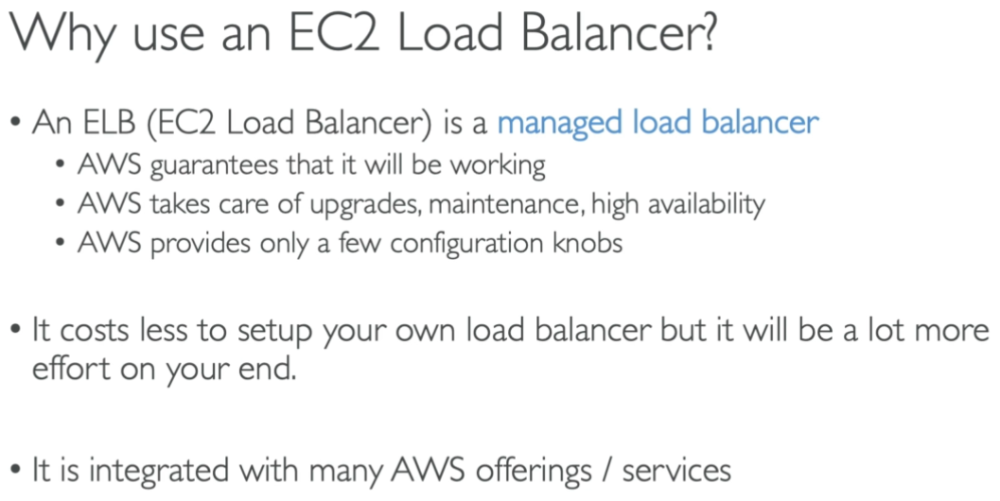 Why use an EC2 Load Balancer?
• An ELB (EC2 Load Balancer) is a managed load balancer
• AWS guarantees that it will be working
• AWS takes care of upgrades, maintenance, high availability
• AWS provides only a few configuration knobs
• It costs less to setup your own load balancer but it will be a lot more
effort on your end.
• It is integrated with many AWS offerings / services